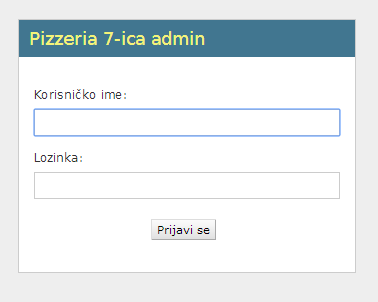 Pizzeria 7-ica admin
Korisničko ime:
Lozinka:
Prijavi se